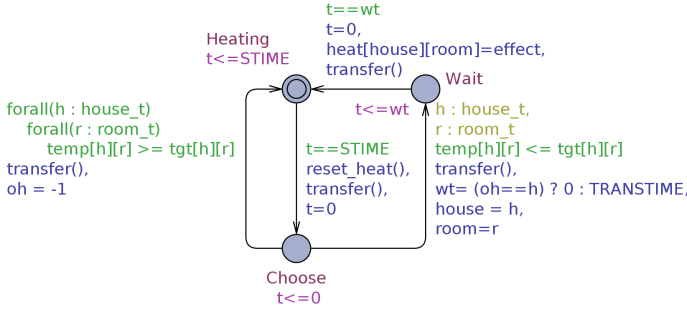 t==wt
t=0,
heat[house][room]=effect,
transfer()
Heating
t<=STIME
Wait
t<=wt
forall(h : house_t)
forall(r : room_t)
temp[h][r] >= tgt[h][r]
transfer(),
oh = -1
t==STIME
reset_heat(),
transfer(),
t=0
h : house_t,
r : room_t
temp[h][r] <= tgt[h][r]
transfer(),
wt= (oh==h) ? 0 : TRANSTIME,
house = h,
room=r
Choose
t<=0